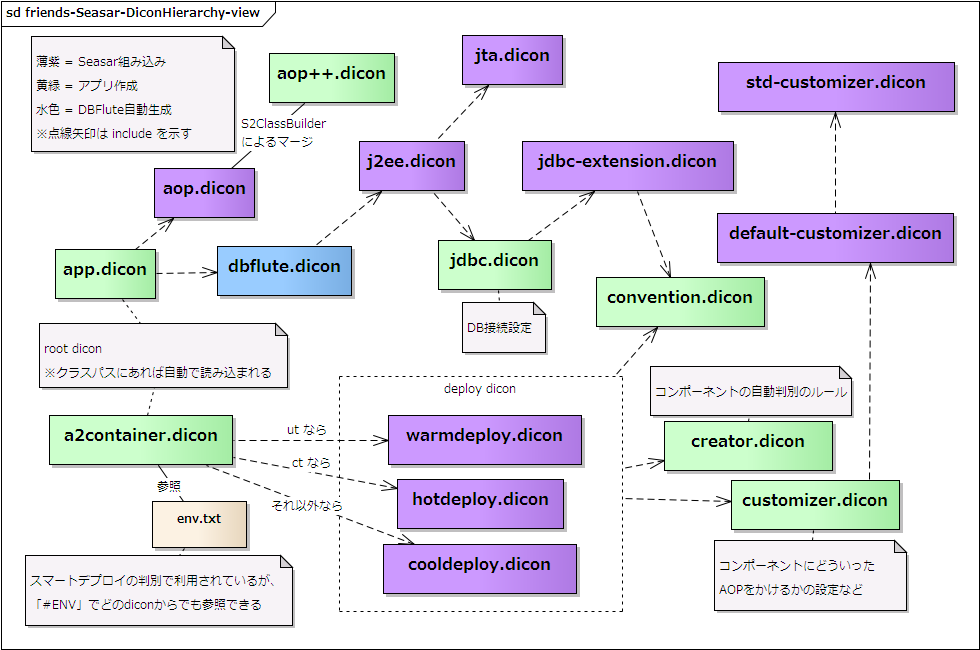 sd friends-Seasar-DiconHierarchy-view
薄紫 = Seasar組み込み
黄緑 = アプリ作成
水色 = DBFlute自動生成
※点線矢印は include を示す
aop++.dicon
jta.dicon
std-customizer.dicon
S2ClassBuilder
によるマージ
aop.dicon
j2ee.dicon
jdbc-extension.dicon
default-customizer.dicon
app.dicon
dbflute.dicon
jdbc.dicon
convention.dicon
DB接続設定
root dicon
※クラスパスにあれば自動で読み込まれる
deploy dicon
コンポーネントの自動判別のルール
a2container.dicon
ut なら
warmdeploy.dicon
creator.dicon
ct なら
参照
hotdeploy.dicon
customizer.dicon
それ以外なら
env.txt
cooldeploy.dicon
コンポーネントにどういった
AOPをかけるかの設定など
スマートデプロイの判別で利用されているが、
「#ENV」でどのdiconからでも参照できる